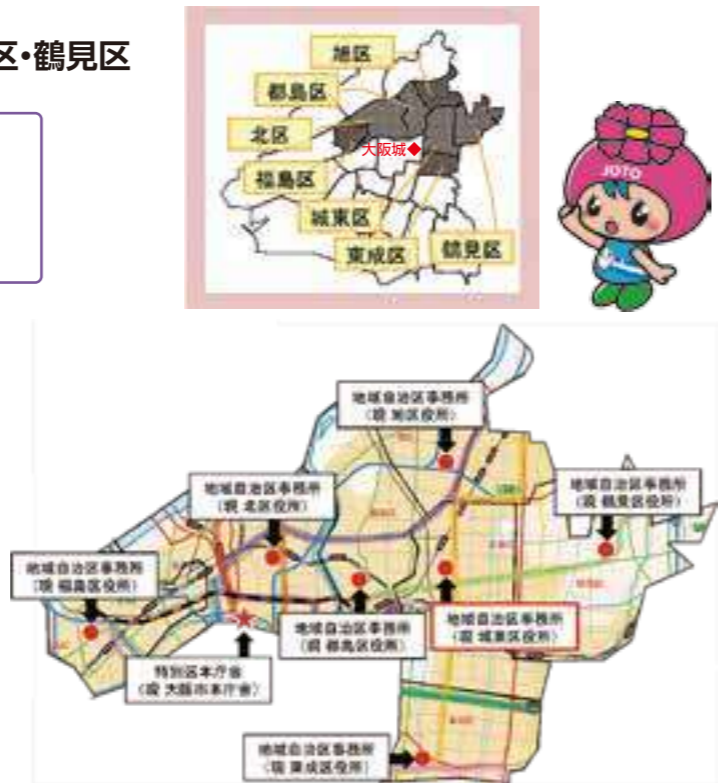 区・鶴見区
旭区
都島区
北区
大阪城◆
福島区
城東区
東成区
鶴見区
JOTO
地域自治区事務所
(現 旭区役所)
地域自治区事務所
(現 北区役所)
地域自治区事務所
(現 鶴見区役所)
地域自治区事務所
(現 福島区役所)
地域自治区事務所
(現 都島区役所)
地域自治区事務所
(現 城東区役所)
特別区本庁舎
(現 大阪市本庁舎)
地域自治区事務所
(現 東成区役所)